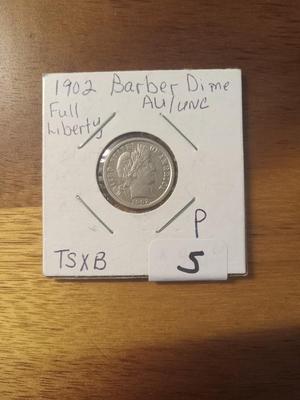 1902 Barber Dime
Full AU/UNC
Liberty
P
TSXB
5